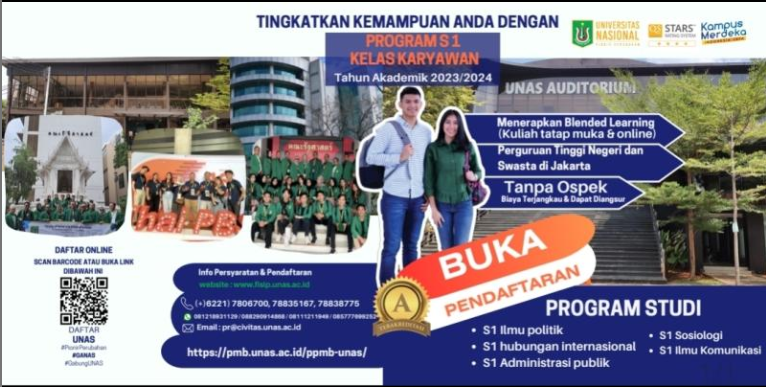 TINGKATKAN KEMAMPUAN ANDA DENGAN
PROGRAM S 1
KELAS KARYAWAN
Tahun Akademik 2023/2024
UNIVERSITAS
NASIONAL
STARS
RATING SYSTEM
Kampus
Merdeka
UNAS AUDITORIUM
Menerapkan Blended Learning
(Kuliah tatap muka & online)
Perguruan Tinggi Negeri dan
Swasta di Jakarta
Tanpa Ospek
Biaya Terjangkau & Dapat Diangsur
BUKA
PENDAFTARAN
A
DAFTAR ONLINE
SCAN BARCODE ATAU BUKA LINK
DIBAWAH INI
DAFTAR
UNAS
#PionirPerubahan
#GANAS
#GabungUNAS
Info Persyaratan & Pendaftaran
website : www.fisip.unas.ac.id
(+)6221) 7806700, 78835167, 78838775
Email : pr@civitas.unas.ac.id
https://pmb.unas.ac.id/ppmb-unas/
PROGRAM STUDI
• S1 Ilmu politik
• S1 hubungan internasional
• S1 Administrasi publik
• S1 Sosiologi
• S1 Ilmu Komunikasi